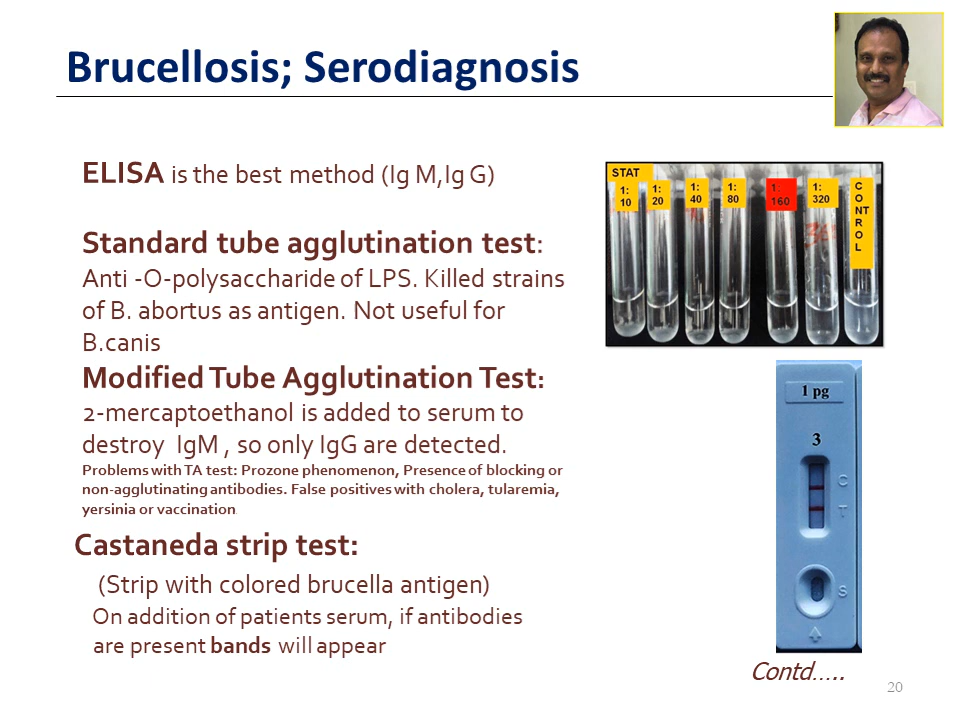 Brucellosis; Serodiagnosis
ELISA is the best method (Ig M,Ig G)
Standard tube agglutination test:
Anti -O-polysaccharide of LPS. Killed strains
of B. abortus as antigen. Not useful for
B.canis
Modified Tube Agglutination Test:
2-mercaptoethanol is added to serum to
destroy IgM , so only IgG are detected.
Problems with TA test: Prozone phenomenon, Presence of blocking or
non-agglutinating antibodies. False positives with cholera, tularemia,
yersinia or vaccination
Castaneda strip test:
(Strip with colored brucella antigen)
On addition of patients serum, if antibodies
are present bands will appear
STAT
1:
10
1:
20
1:
40
1:
80
1:
160
1:
320
C
O
NT
R
O
L
1 pg
3
C
T
S
Contd…..
20